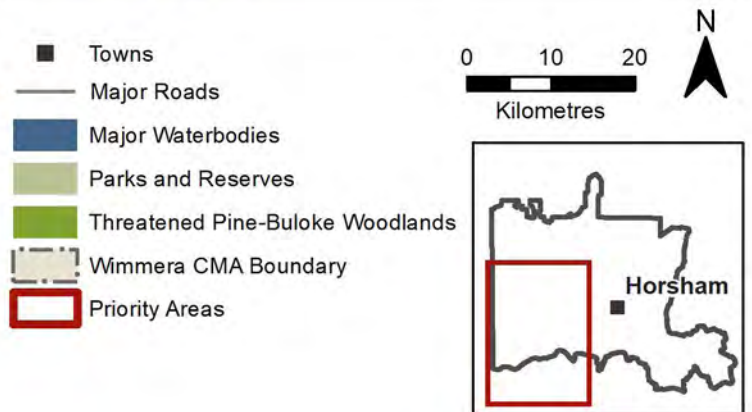 Towns
Major Roads
Major Waterbodies
Parks and Reserves
Threatened Pine-Buloke Woodlands
Wimmera CMA Boundary
Priority Areas
0 10 20
Kilometres
N
Horsham